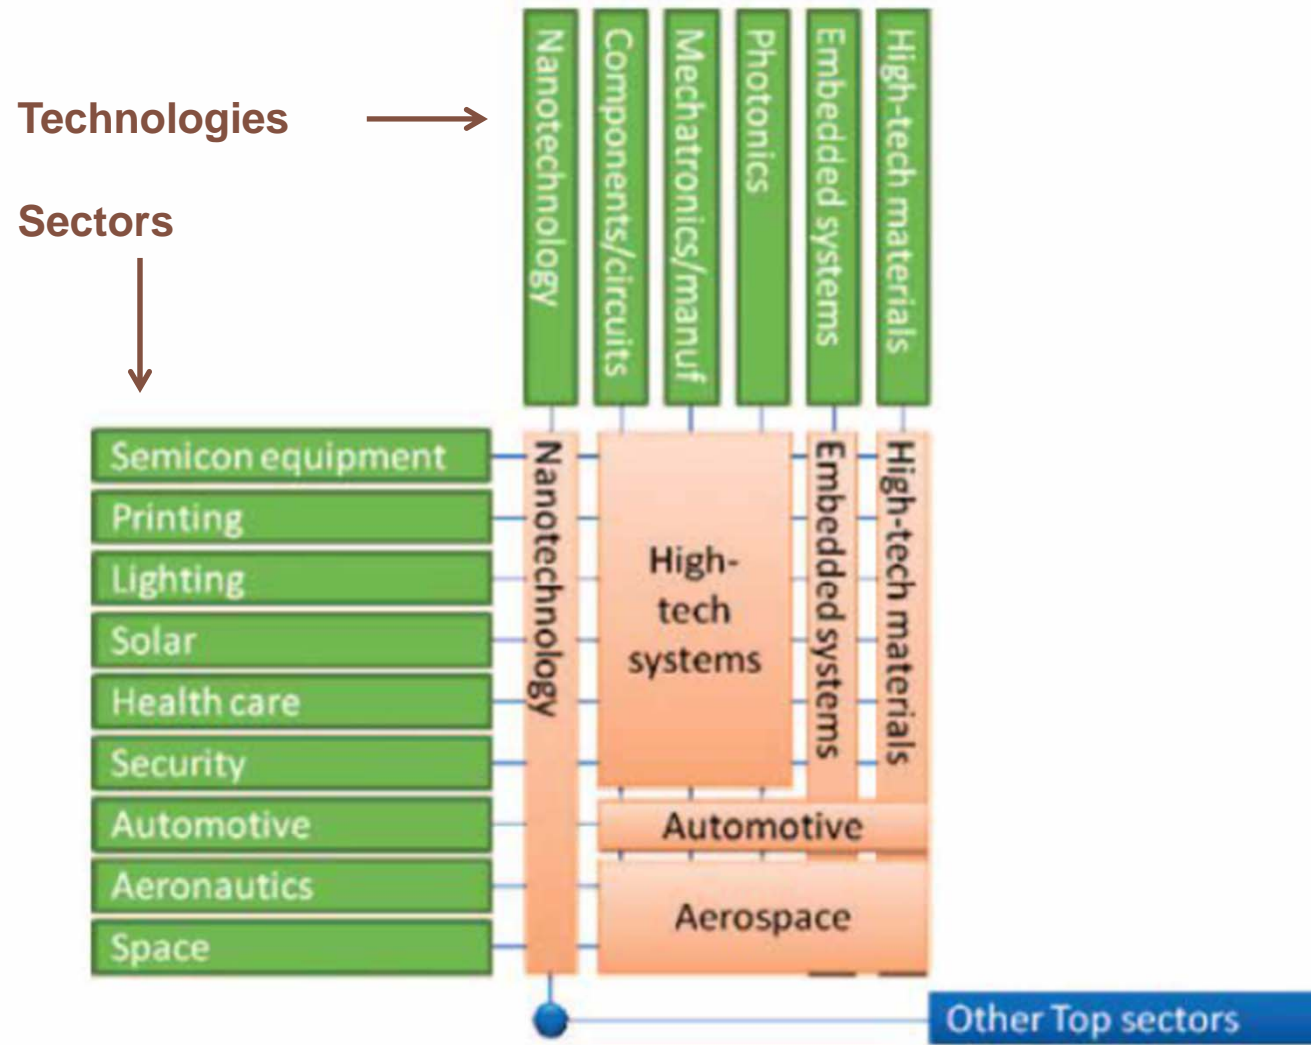 Technologies
Sectors
Nanotechnology
Components/circuits
Mechatronics/manuf
Photonics
Embedded systems
High-tech materials
Semicon equipment
Printing
Lighting
Solar
Health care
Security
Automotive
Aeronautics
Space
Nanotechnology
High-
tech
systems
Embedded systems
High-tech materials
Automotive
Aerospace
Other Top sectors